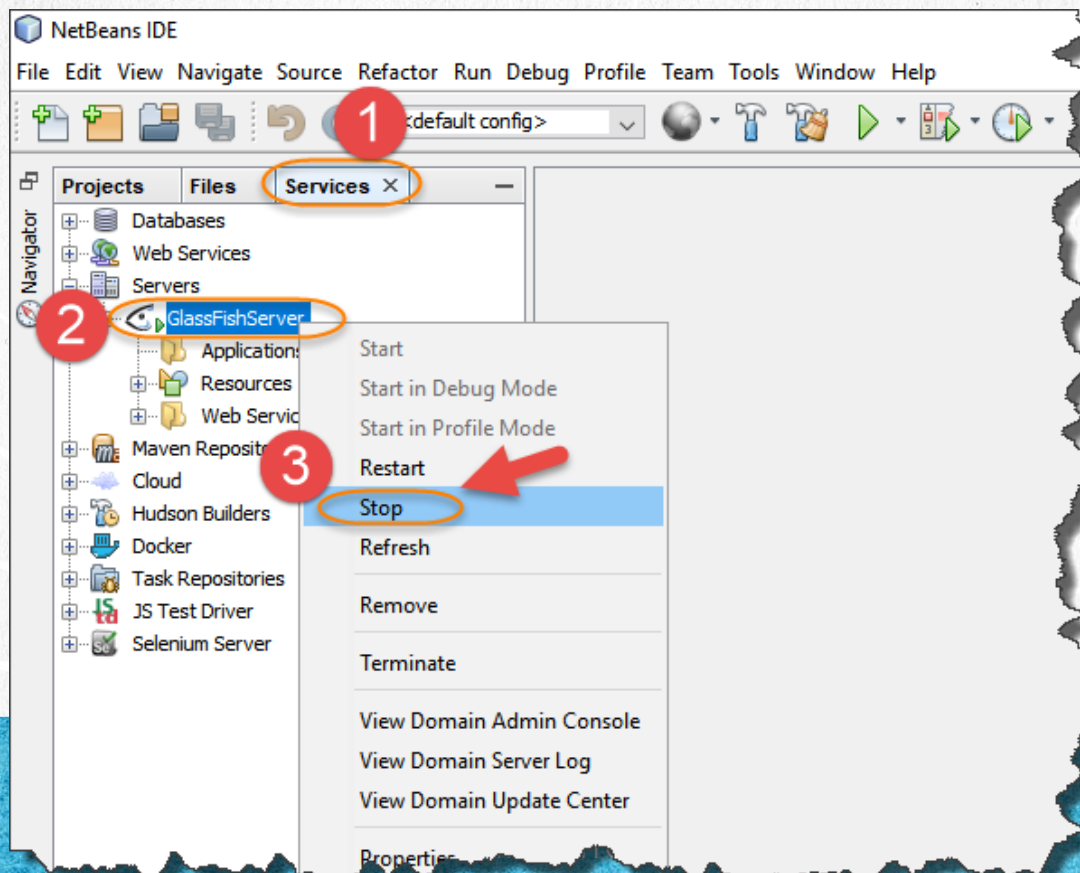 NetBeans IDE
File Edit View Navigate Source Refactor Run Debug Profile Team Tools Window Help
1
<default config>
Projects Files Services
Navigator
Databases
Web Services
Servers
2
GlassFishServer
Applications
Resources
Web Servic
Maven Reposit
Cloud
Hudson Builders
Docker
Task Repositories
JS Test Driver
Selenium Server
Start
Start in Debug Mode
Start in Profile Mode
3
Restart
Stop
Refresh
Remove
Terminate
View Domain Admin Console
View Domain Server Log
View Domain Update Center
Properties